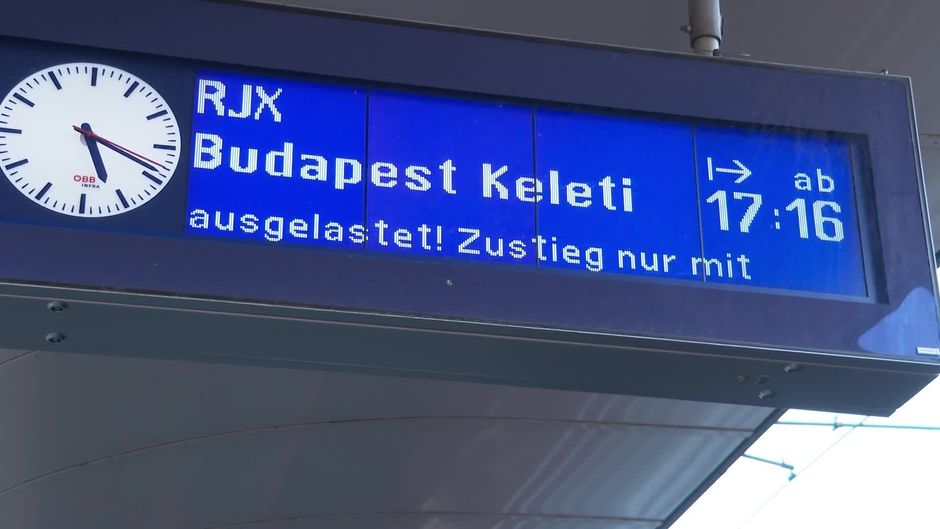 RJX
Budapest Keleti
ausgelastet! Zustieg nur mit
ab
17:16
ÖBB
INFRA